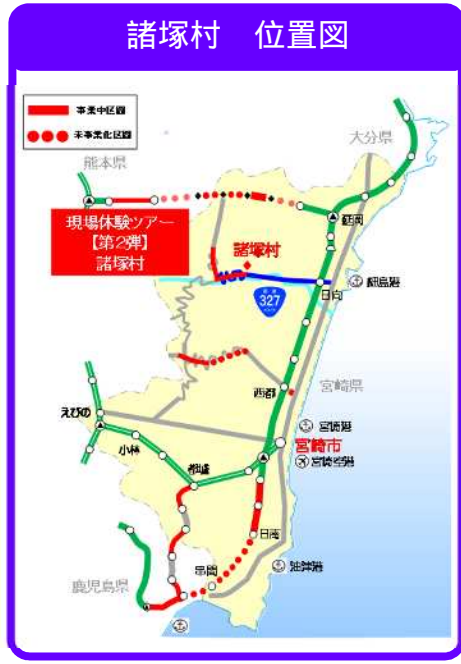 諸塚村　位置図
事業中区間
未事業化区間
大分県
熊本県
現場体験ツアー
【第2弾】
諸塚村
延岡
諸塚村
日向
細島港
327
西都
宮崎県
えびの
宮崎港
宮崎市
宮崎空港
小林
都城
日南
串間
油津港
鹿児島県